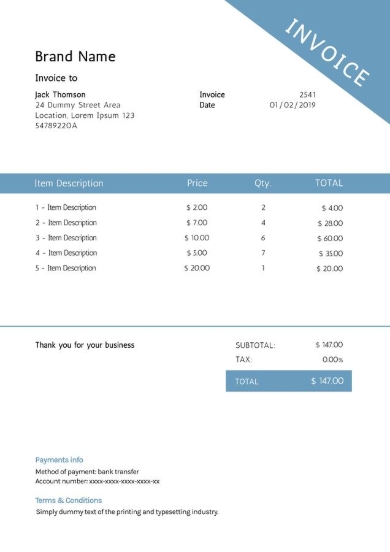 INVOICE
Brand Name
Invoice to
Jack Thomson
24 Dummy Street Area
Location, Lorem Ipsum 123
54789220A
Invoice 2541
Date 01/02/2019
Item Description Price Qty. TOTAL
1 - Item Description $ 2.00 2 $ 4.00
2 - Item Description $ 7.00 4 $ 28.00
3 - Item Description $ 10.00 6 $ 60.00
4 - Item Description $ 5.00 7 $ 35.00
5 - Item Description $ 20.00 1 $ 20.00
Thank you for your business
SUBTOTAL: $ 147.00
TAX: 0.00%
TOTAL $ 147.00
Payments info
Method of payment: bank transfer
Account number: xxxx-xxxx-xxxx-xxxx-xx
Terms & Conditions
Simply dummy text of the printing and typesetting industry.